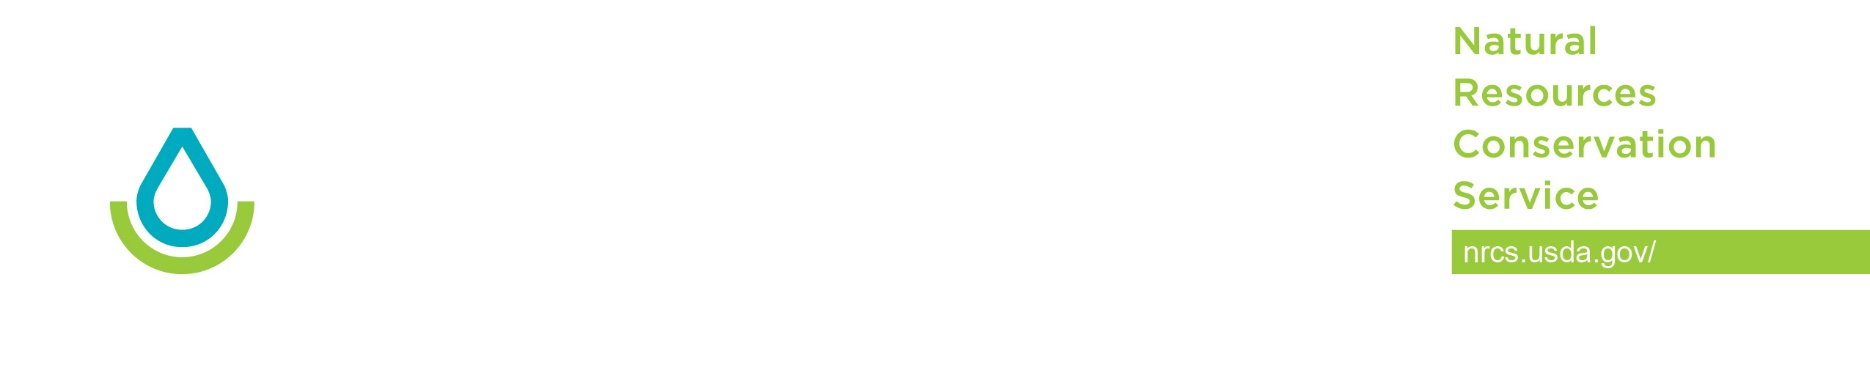 Natural
Resources
Conservation
Service
nrcs.usda.gov/